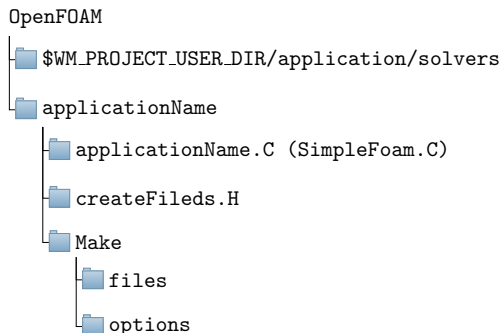 OpenFOAM
$WM_PROJECT_USER_DIR/application/solvers
applicationName
applicationName.C (SimpleFoam.C)
createFileds.H
Make
files
options